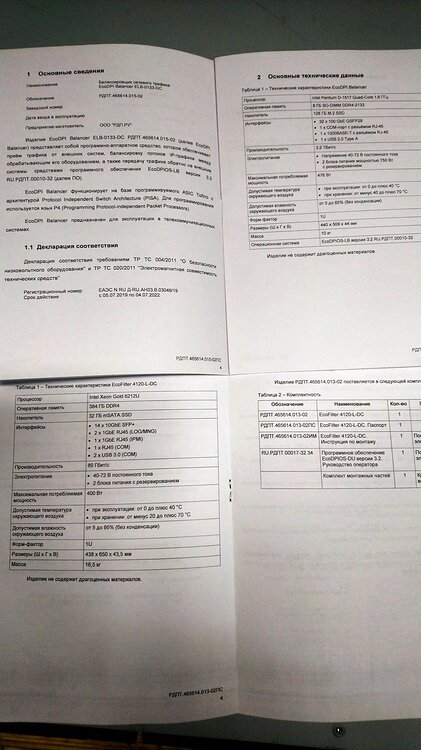 1 Основные сведения
Наименование
Балансировщик сетевого трафика
EcoDPI Balancer ELB-0133-DC
Обозначение
РДПТ.465614.015-02
Заводской номер
Дата ввода в эксплуатацию
Предприятие-изготовитель
ООО "РДП.РУ"
Изделие EcoDPI Balancer ELB-0133-DC РДПТ.465614.015-02 (далее EcoDPI
Balancer) представляет собой программно-аппаратное средство, которое обеспечивает
прием трафика от внешних систем, балансировку потоков IP-трафика между
обрабатывающим его оборудованием, а также передачу трафика обратно на внешние
системы средствами программного обеспечения EcoDPIOS-LB версии 3.2
RU.РДПТ.00010-32 (далее ПО).
EcoDPI Balancer функционирует на базе программируемого ASIC Tofino с
архитектурой Protocol Independent Switch Architecture (PISA). Для программирования
используется язык P4 (Programming Protocol-independent Packet Processors).
EcoDPI Balancer предназначен для эксплуатации в телекоммуникационных
системах.
1.1 Декларация соответствия
Декларация соответствия требованиям ТР ТС 004/2011 "О безопасности
низковольтного оборудования" и ТР ТС 020/2011 "Электромагнитная совместимость
технических средств"
Регистрационный номер ЕАЭС N RU Д-RU.АН03.В.03046/19
Срок действия с 05.07.2019 по 04.07.2022
РДПТ.465614.015-02ПС
4
2 Основные технические данные
Таблица 1 – Технические характеристики EcoDPI Balancer
Процессор Intel Pentium D-1517 Quad-Core 1.6 ГГц
Оперативная память 8 ГБ SO-DIMM DDR4-2133
Накопитель 128 ГБ M.2 SSD
Интерфейсы
• 32 x 100 GbE QSFP28
• 1 x COM-порт с разъёмом RJ-45
• 1 x 1000BASE-T с разъёмом RJ-45
• 1 x USB 2.0 Type A
Производительность 3,2 Тбит/с
Электропитание
• Напряжение 40-72 В постоянного тока
• 2 блока питания мощностью 750 Вт
с резервированием
Максимальная потребляемая
мощность
476 Вт
Допустимая температура
окружающего воздуха
• при эксплуатации: от 0 до плюс 40 °С
• при хранении: от минус 40 до плюс 70 °С
Допустимая влажность
окружающего воздуха
от 0 до 85% (без конденсации)
Форм-фактор 1U
Размеры (Ш x Г x В) 440 x 509 x 44 мм
Масса 10 кг
Операционная система EcoDPIOS-LB версии 3.2 RU.РДПТ.00010-32
Изделие не содержит драгоценных материалов.
РДПТ.465614.015-02
Таблица 1 – Технические характеристики EcoFilter 4120-L-DC
Процессор Intel Xeon Gold 6212U
Оперативная память 384 ГБ DDR4
Накопитель 32 ГБ mSATA SSD
Интерфейсы
• 14 x 10GbE SFP+
• 2 x 1GbE RJ45 (LOG/MNG)
• 1 x 1GbE RJ45 (IPMI)
• 1 x RJ45 (COM)
• 2 x USB 3.0 (COM)
Производительность 89 Гбит/с
Электропитание
• 40-72 В постоянного тока
• 2 блока питания с резервированием
Максимальная потребляемая
мощность
400 Вт
Допустимая температура
окружающего воздуха
• при эксплуатации: от 0 до плюс 40 °С
• при хранении: от минус 20 до плюс 70 °С
Допустимая влажность
окружающего воздуха
от 5 до 95% (без конденсации)
Форм-фактор 1U
Размеры (Ш x Г x В) 438 x 650 x 43,5 мм
Масса 16,5 кг
Изделие не содержит драгоценных материалов.
РДПТ.465614.013-02ПС
4
Изделие РДПТ.465614.013-02 поставляется в следующей
Таблица 2 – Комплектность
Обозначение Наименование Кол-во
РДПТ.465614.013-02 EcoFilter 4120-L-DC 1
РДПТ.465614.013-02ПС EcoFilter 4120-L-DC. Паспорт 1
РДПТ.465614.013-02ИМ EcoFilter 4120-L-DC.
Инструкция по монтажу
1
RU.РДПТ.00017-32 34 Программное обеспечение
EcoDPIOS-DU версии 3.2.
Руководство оператора
1
Комплект монтажных частей 1